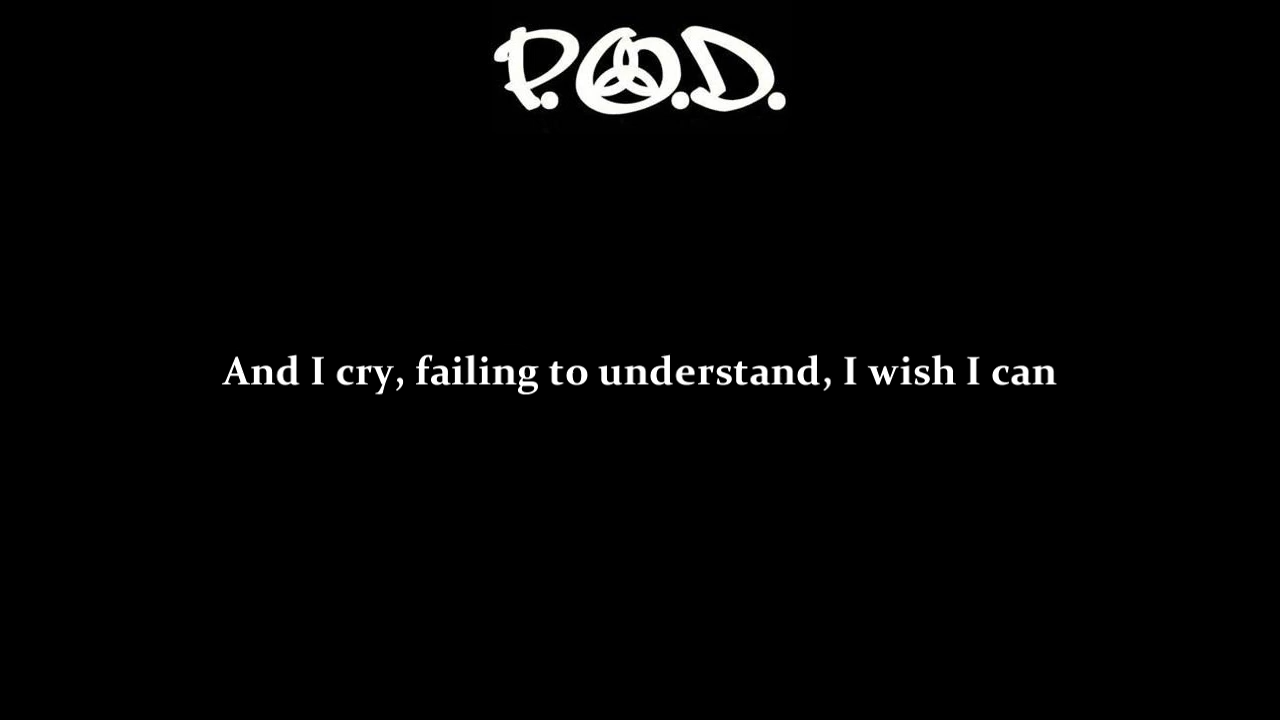 P.O.D.
And I cry, failing to understand, I wish I can